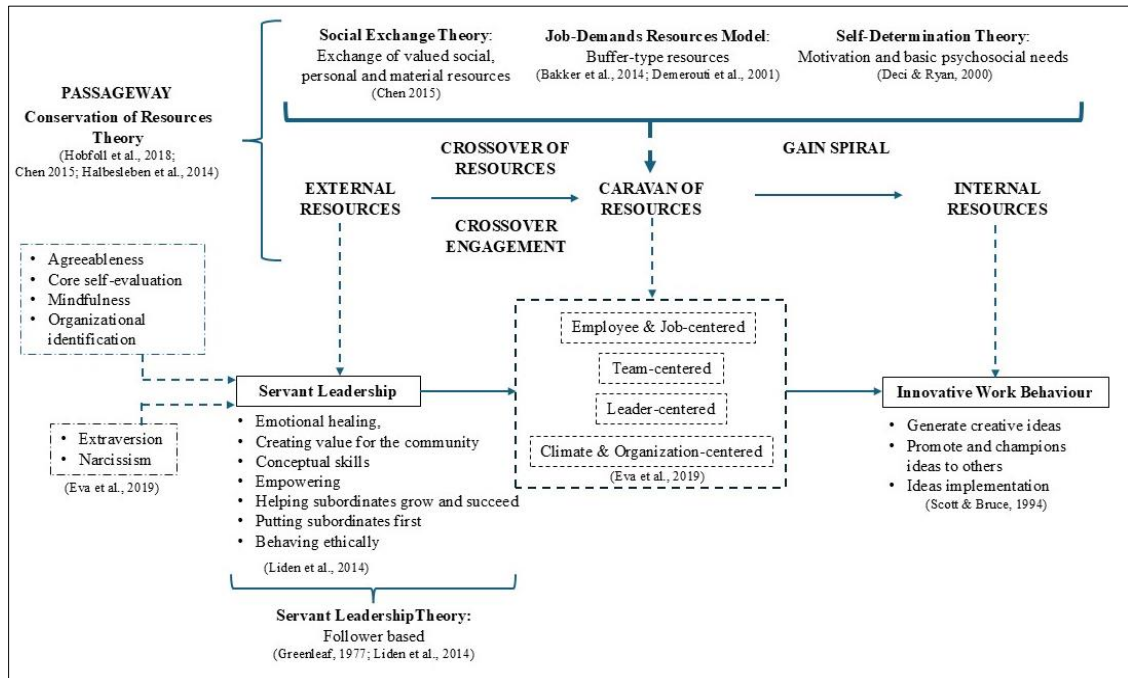 Social Exchange Theory:
Exchange of valued social,
personal and material resources
(Chen 2015)
Job-Demands Resources Model:
Buffer-type resources
(Bakker et al., 2014; Demerouti et al., 2001)
Self-Determination Theory:
Motivation and basic psychosocial needs
(Deci & Ryan, 2000)
PASSAGEWAY
Conservation of Resources
Theory
(Hobfoll et al., 2018;
Chen 2015; Halbesleben et al., 2014)
EXTERNAL
RESOURCES
CROSSOVER OF
RESOURCES
CROSSOVER
ENGAGEMENT
CARAVAN OF
RESOURCES
GAIN SPIRAL
INTERNAL
RESOURCES
• Agreeableness
• Core self-evaluation
• Mindfulness
• Organizational
identification
• Extraversion
• Narcissism
(Eva et al., 2019)
Servant Leadership
• Emotional healing,
• Creating value for the community
• Conceptual skills
• Empowering
• Helping subordinates grow and succeed
• Putting subordinates first
• Behaving ethically
(Liden et al., 2014)
Servant Leadership Theory:
Follower based
(Greenleaf, 1977; Liden et al., 2014)
Employee & Job-centered
Team-centered
Leader-centered
Climate & Organization-centered
(Eva et al., 2019)
Innovative Work Behaviour
• Generate creative ideas
• Promote and champions
ideas to others
• Ideas implementation
(Scott & Bruce, 1994)